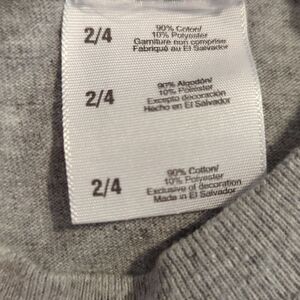 2/4
90% Coton/
10% Polyester
Garniture non comprise
Fabriqué au El Salvador
2/4
90% Algodón/
10% Poliéster
Excepto decoración
Hecho en El Salvador
2/4
90% Cotton/
10% Polyester
Exclusive of decoration
Made in El Salvador